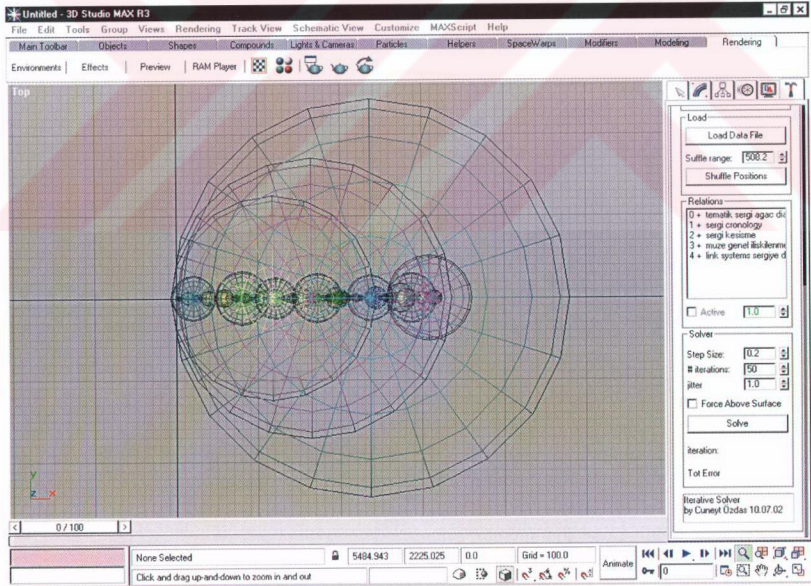 Untitled - 3D Studio MAX R3
File Edit Tools Group Views Rendering Track View Schematic View Customize MAXScript Help
Main Toolbar Objects Shapes Compounds Lights & Cameras Particles Helpers SpaceWarps Modifiers Modeling Rendering
Environments Effects Preview RAM Player
Top
Load
Load Data File
Suffle range: 508.2
Shuffle Positions
Relations
0 + tematik sergi agac dia
1 + sergi cronology
2 + sergi kesisme
3 + muze genel iliskilenme
4 + link systems sergiye d
Active 1.0
Solver
Step Size: 0.2
# iterations: 50
jitter 1.0
Force Above Surface
Solve
iteration:
Tot Error
Iterative Solver
by Cuneyt Ozdas 10.07.02
y
z x
0 / 100
None Selected 5484.943 2225.025 0.0 Grid = 100.0 Animate
Click and drag up-and-down to zoom in and out 0